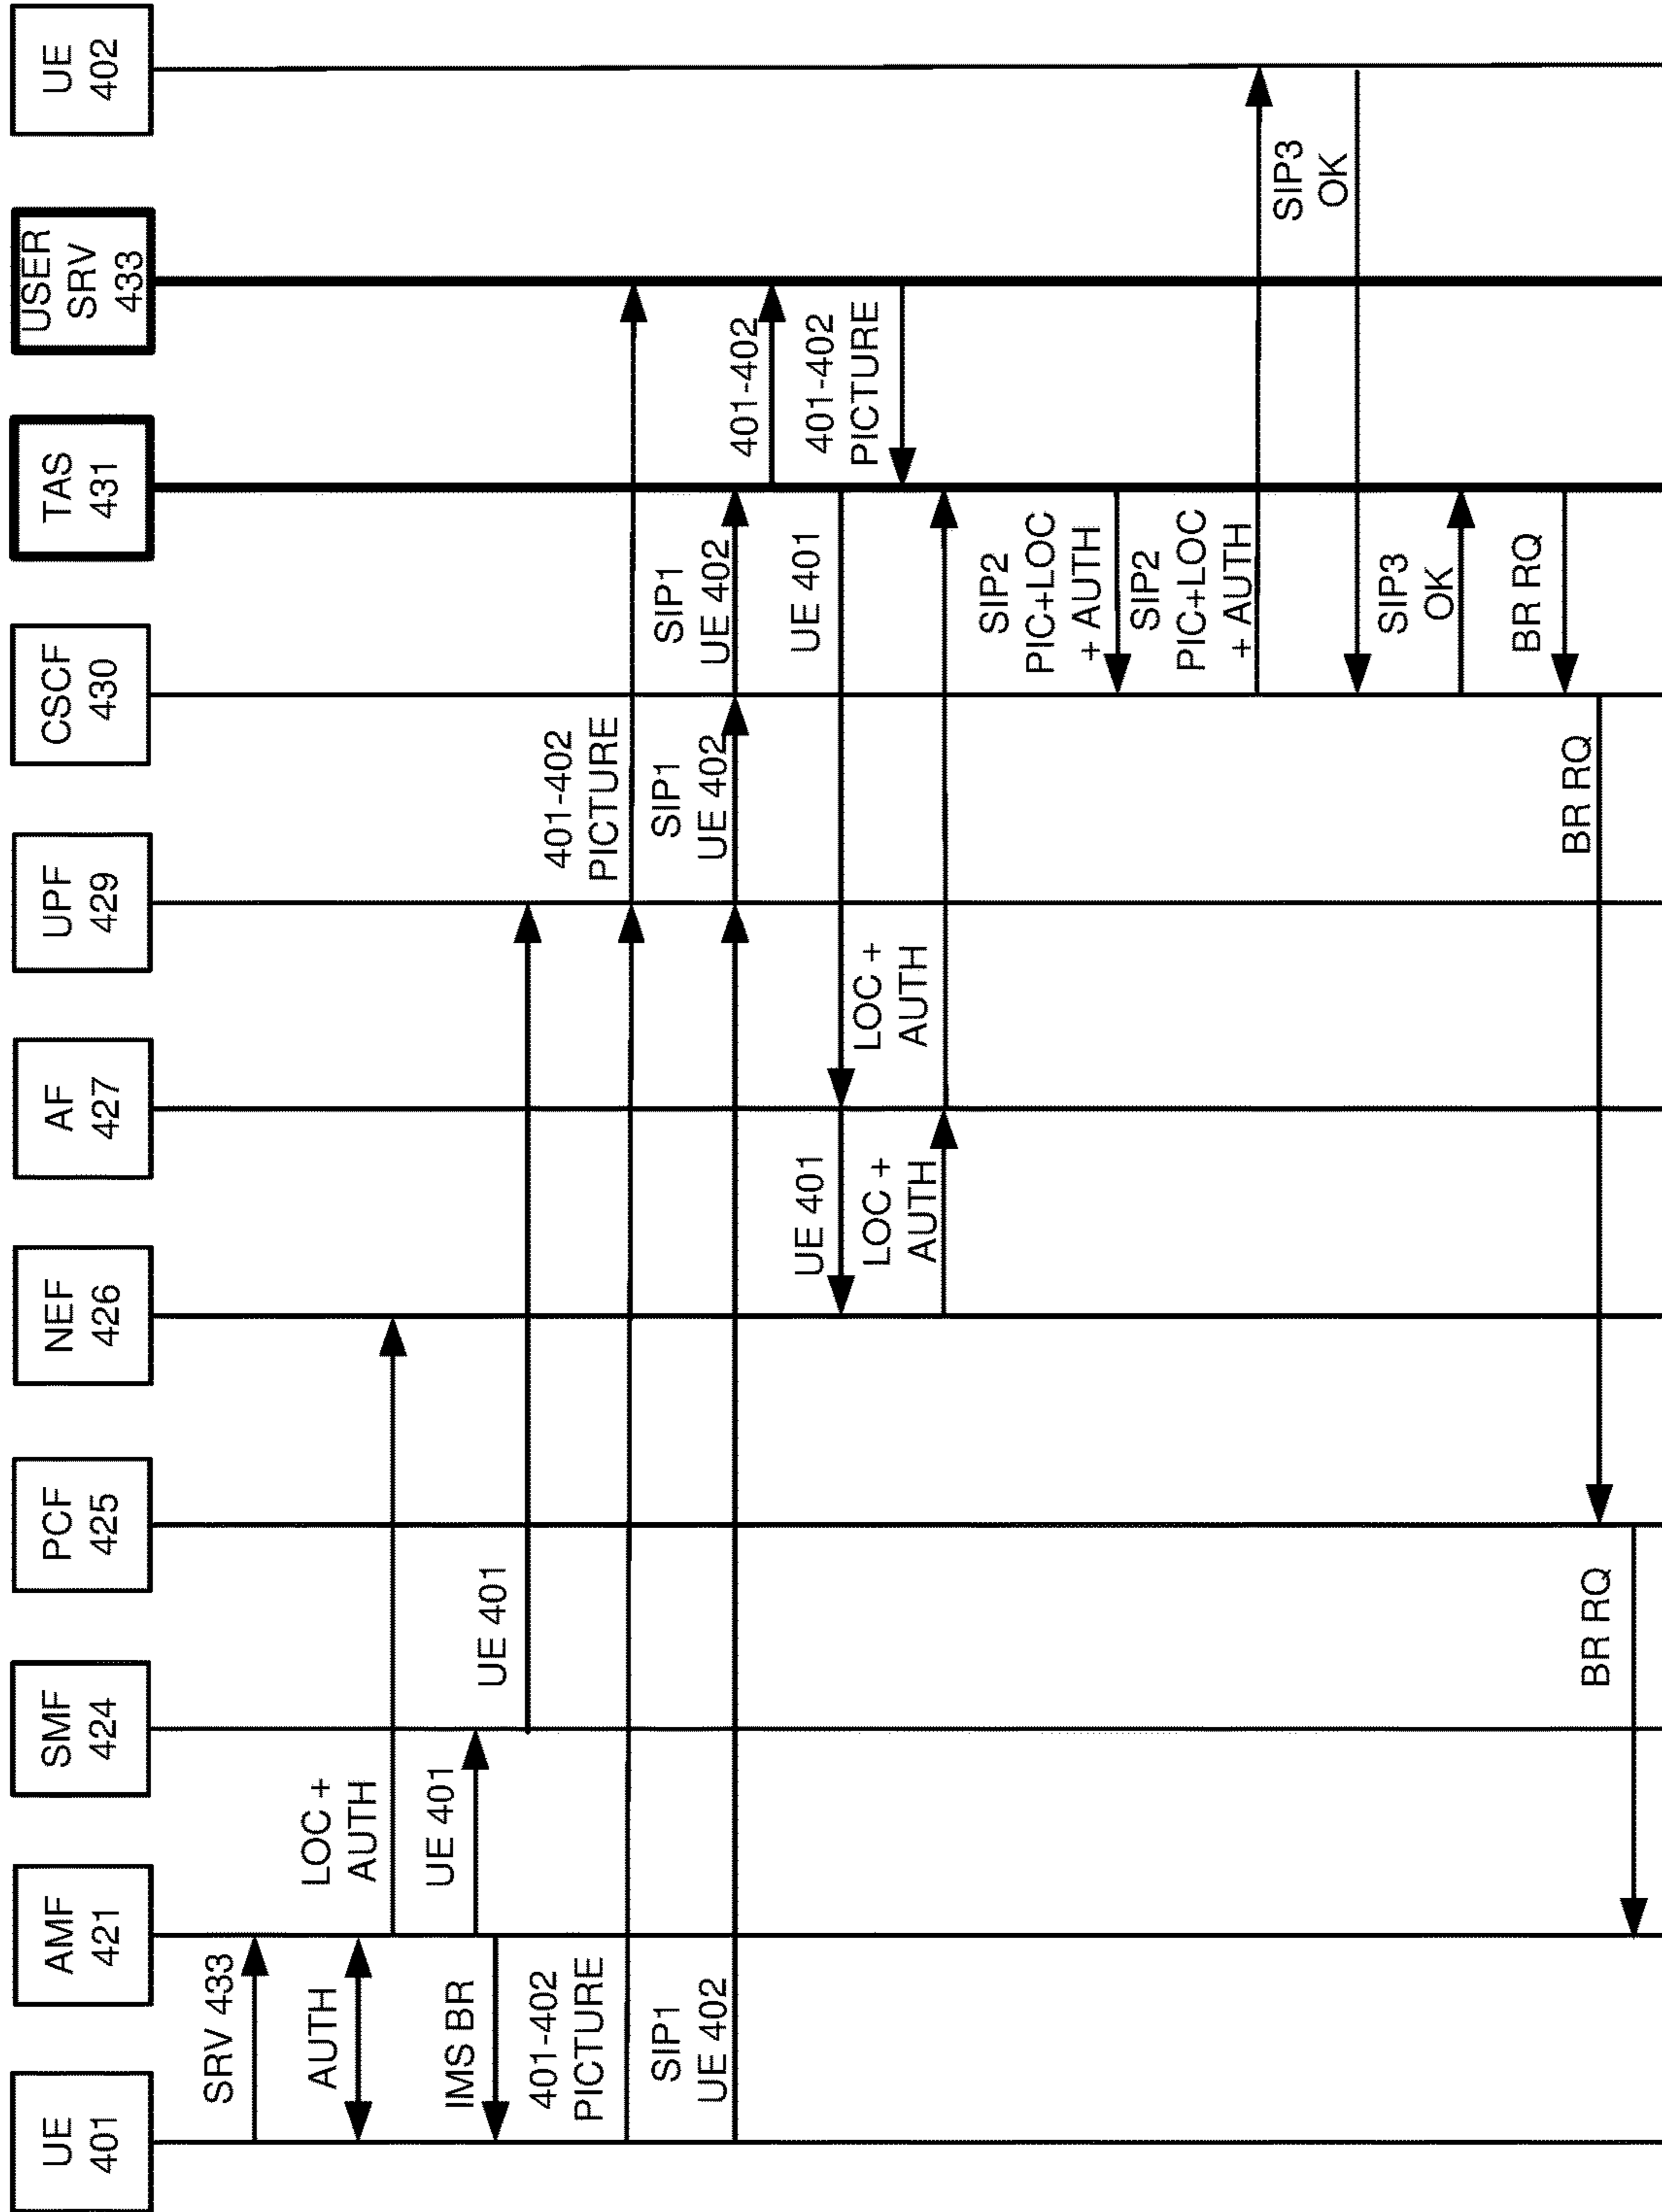 UE
401
AMF
421
SMF
424
PCF
425
NEF
426
AF
427
UPF
429
CSCF
430
TAS
431
USER
SRV
433
UE
402
SRV 433
AUTH
LOC +
AUTH
UE 401
IMS BR
UE 401
401-402
PICTURE
401-402
PICTURE
SIP1
UE 402
SIP1
UE 402
SIP1
UE 402
401-402
UE 401
UE 401
401-402
PICTURE
LOC +
AUTH
LOC +
AUTH
SIP2
PIC+LOC
+ AUTH
SIP2
PIC+LOC
+ AUTH
SIP3
OK
SIP3
OK
BR RQ
BR RQ
BR RQ